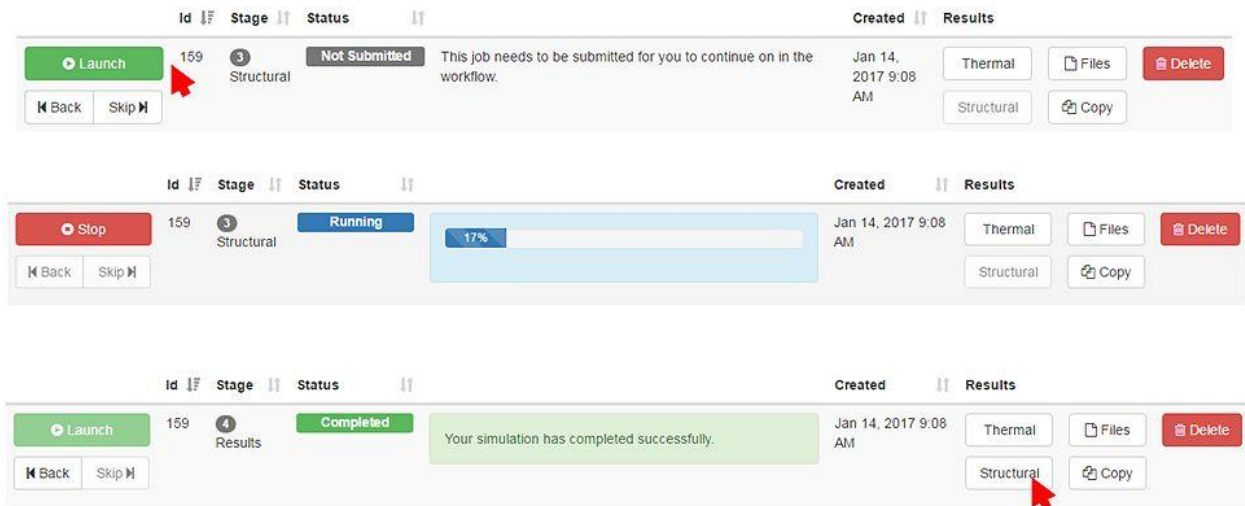 Id Stage Status Created Results
Launch 159 3 Not Submitted This job needs to be submitted for you to continue on in the Jan 14, Thermal Files Delete
Structural workflow. 2017 9:08
AM
Back Skip Structural Copy
Id Stage Status Created Results
Stop 159 3 Running 17% Jan 14, 2017 9:08 Thermal Files Delete
Structural AM
Back Skip Structural Copy
Id Stage Status Created Results
Launch 159 4 Completed Your simulation has completed successfully. Jan 14, 2017 9:08 Thermal Files Delete
Results AM
Back Skip Structural Copy